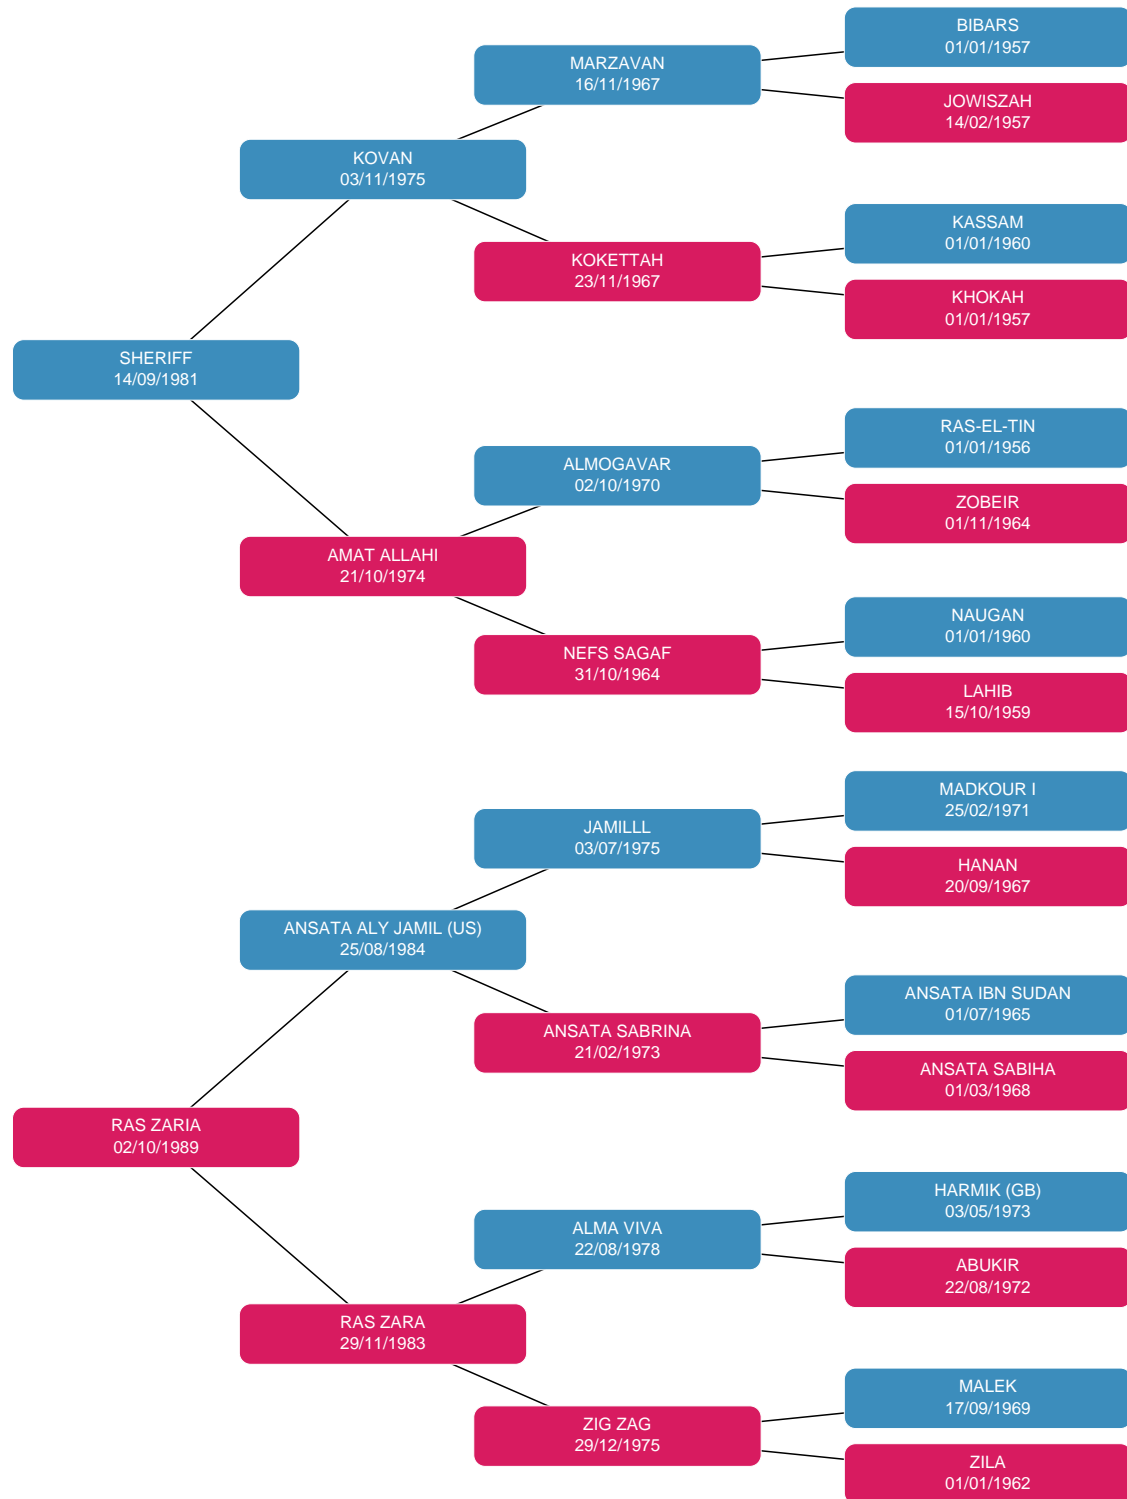 BIBARS
01/01/1957
MARZAVAN
16/11/1967
JOWISZAH
14/02/1957
KOVAN
03/11/1975
KASSAM
01/01/1960
KOKETTAH
23/11/1967
KHOKAH
01/01/1957
SHERIFF
14/09/1981
RAS-EL-TIN
01/01/1956
ALMOGAVAR
02/10/1970
ZOBEIR
01/11/1964
AMAT ALLAHI
21/10/1974
NAUGAN
01/01/1960
NEFS SAGAF
31/10/1964
LAHIB
15/10/1959
MADKOUR I
25/02/1971
JAMILLL
03/07/1975
HANAN
20/09/1967
ANSATA ALY JAMIL (US)
25/08/1984
ANSATA IBN SUDAN
01/07/1965
ANSATA SABRINA
21/02/1973
ANSATA SABIHA
01/03/1968
RAS ZARIA
02/10/1989
HARMIK (GB)
03/05/1973
ALMA VIVA
22/08/1978
ABUKIR
22/08/1972
RAS ZARA
29/11/1983
MALEK
17/09/1969
ZIG ZAG
29/12/1975
ZILA
01/01/1962